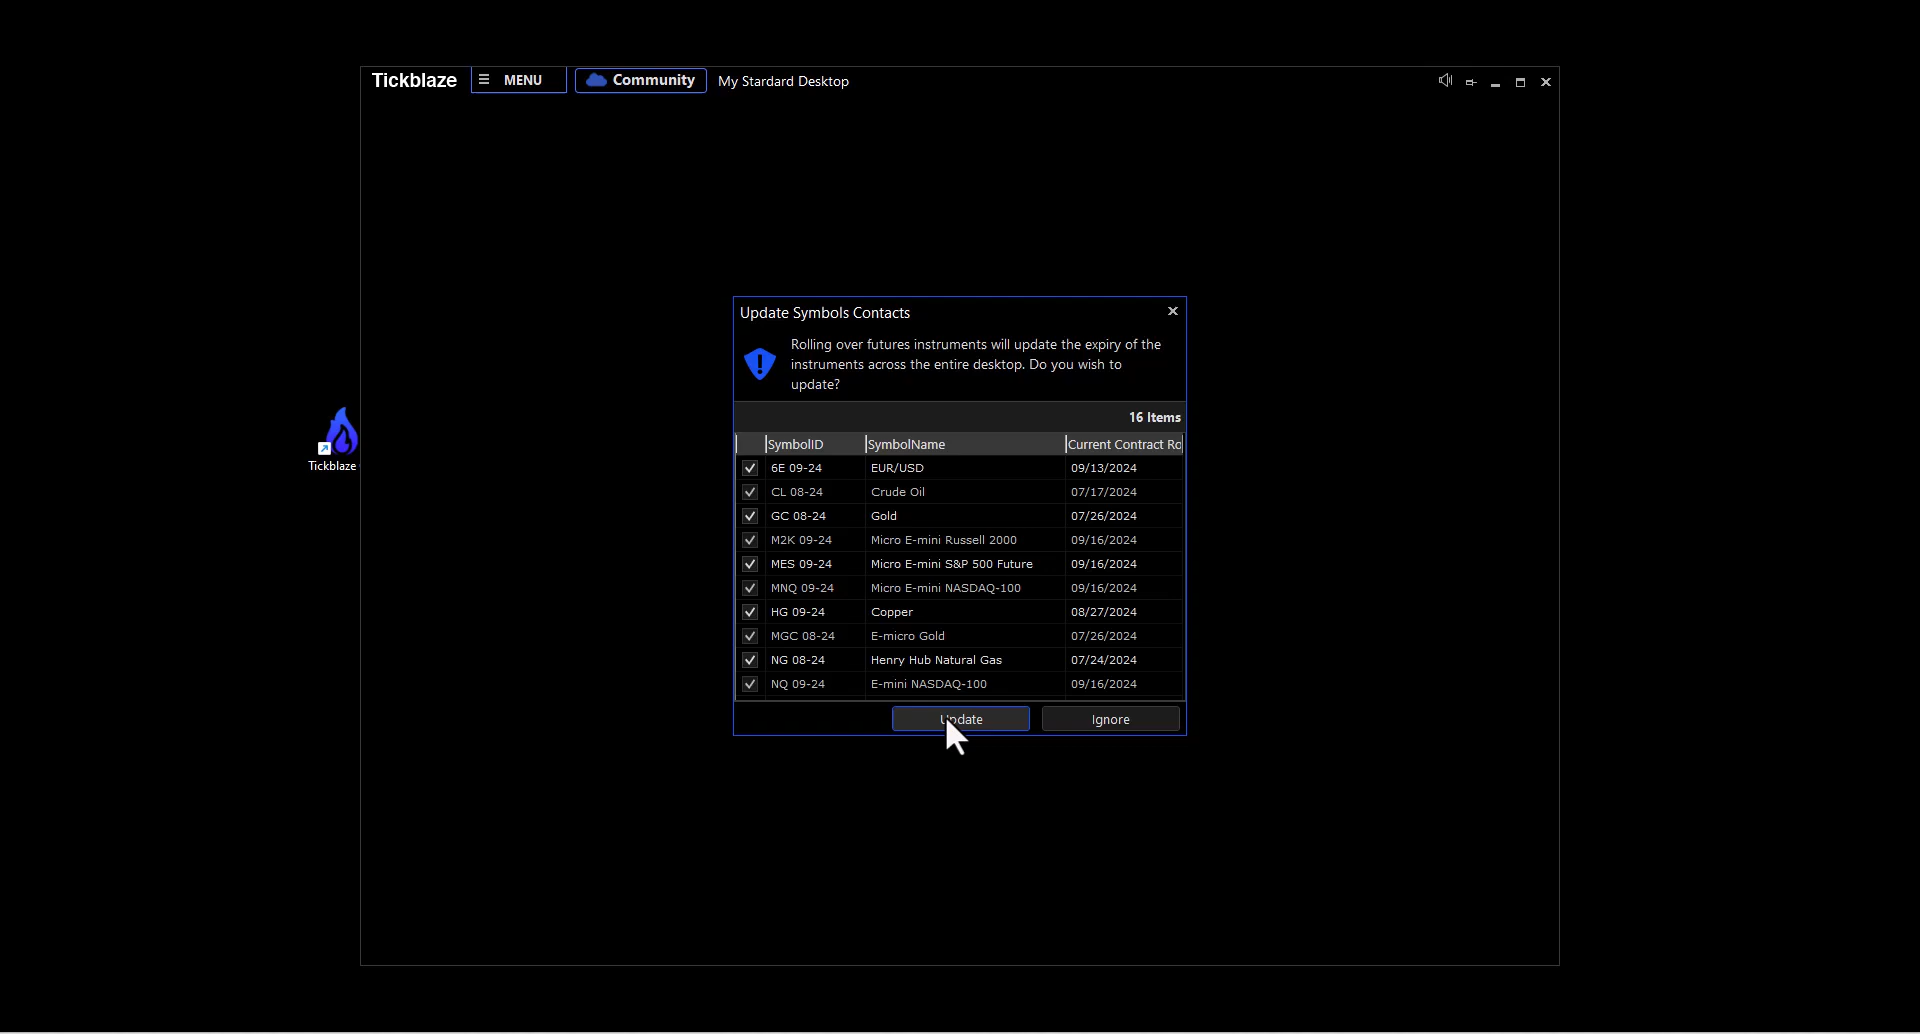 Tickblaze MENU Community My Stardard Desktop
Update Symbols Contacts
Rolling over futures instruments will update the expiry of the
instruments across the entire desktop. Do you wish to
update?
16 Items
SymbolID SymbolName Current Contract Ro
6E 09-24 EUR/USD 09/13/2024
CL 08-24 Crude Oil 07/17/2024
GC 08-24 Gold 07/26/2024
M2K 09-24 Micro E-mini Russell 2000 09/16/2024
MES 09-24 Micro E-mini S&P 500 Future 09/16/2024
MNQ 09-24 Micro E-mini NASDAQ-100 09/16/2024
HG 09-24 Copper 08/27/2024
MGC 08-24 E-micro Gold 07/26/2024
NG 08-24 Henry Hub Natural Gas 07/24/2024
NQ 09-24 E-mini NASDAQ-100 09/16/2024
Update Ignore
Tickblaze